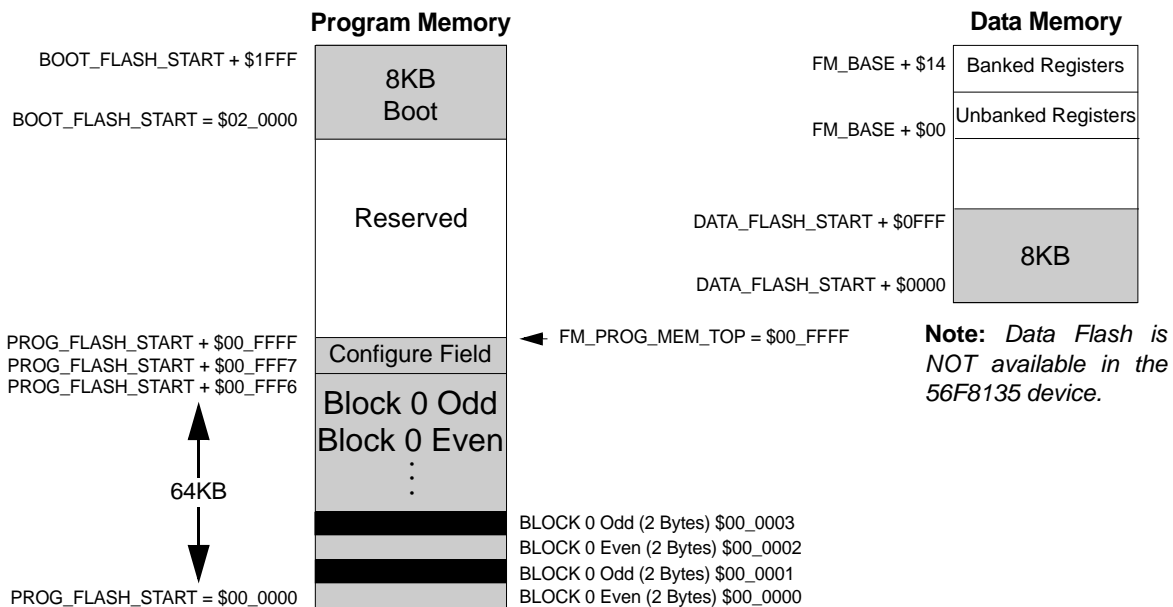 Program Memory
BOOT_FLASH_START + $1FFF
8KB
Boot
BOOT_FLASH_START = $02_0000
Reserved
PROG_FLASH_START + $00_FFFF
FM_PROG_MEM_TOP = $00_FFFF
Configure Field
PROG_FLASH_START + $00_FFF7
PROG_FLASH_START + $00_FFF6
Block 0 Odd
Block 0 Even
64KB
BLOCK 0 Odd (2 Bytes) $00_0003
BLOCK 0 Even (2 Bytes) $00_0002
BLOCK 0 Odd (2 Bytes) $00_0001
PROG_FLASH_START = $00_0000
BLOCK 0 Even (2 Bytes) $00_0000
Data Memory
FM_BASE + $14
Banked Registers
Unbanked Registers
FM_BASE + $00
DATA_FLASH_START + $0FFF
8KB
DATA_FLASH_START + $0000
Note: Data Flash is
NOT available in the
56F8135 device.